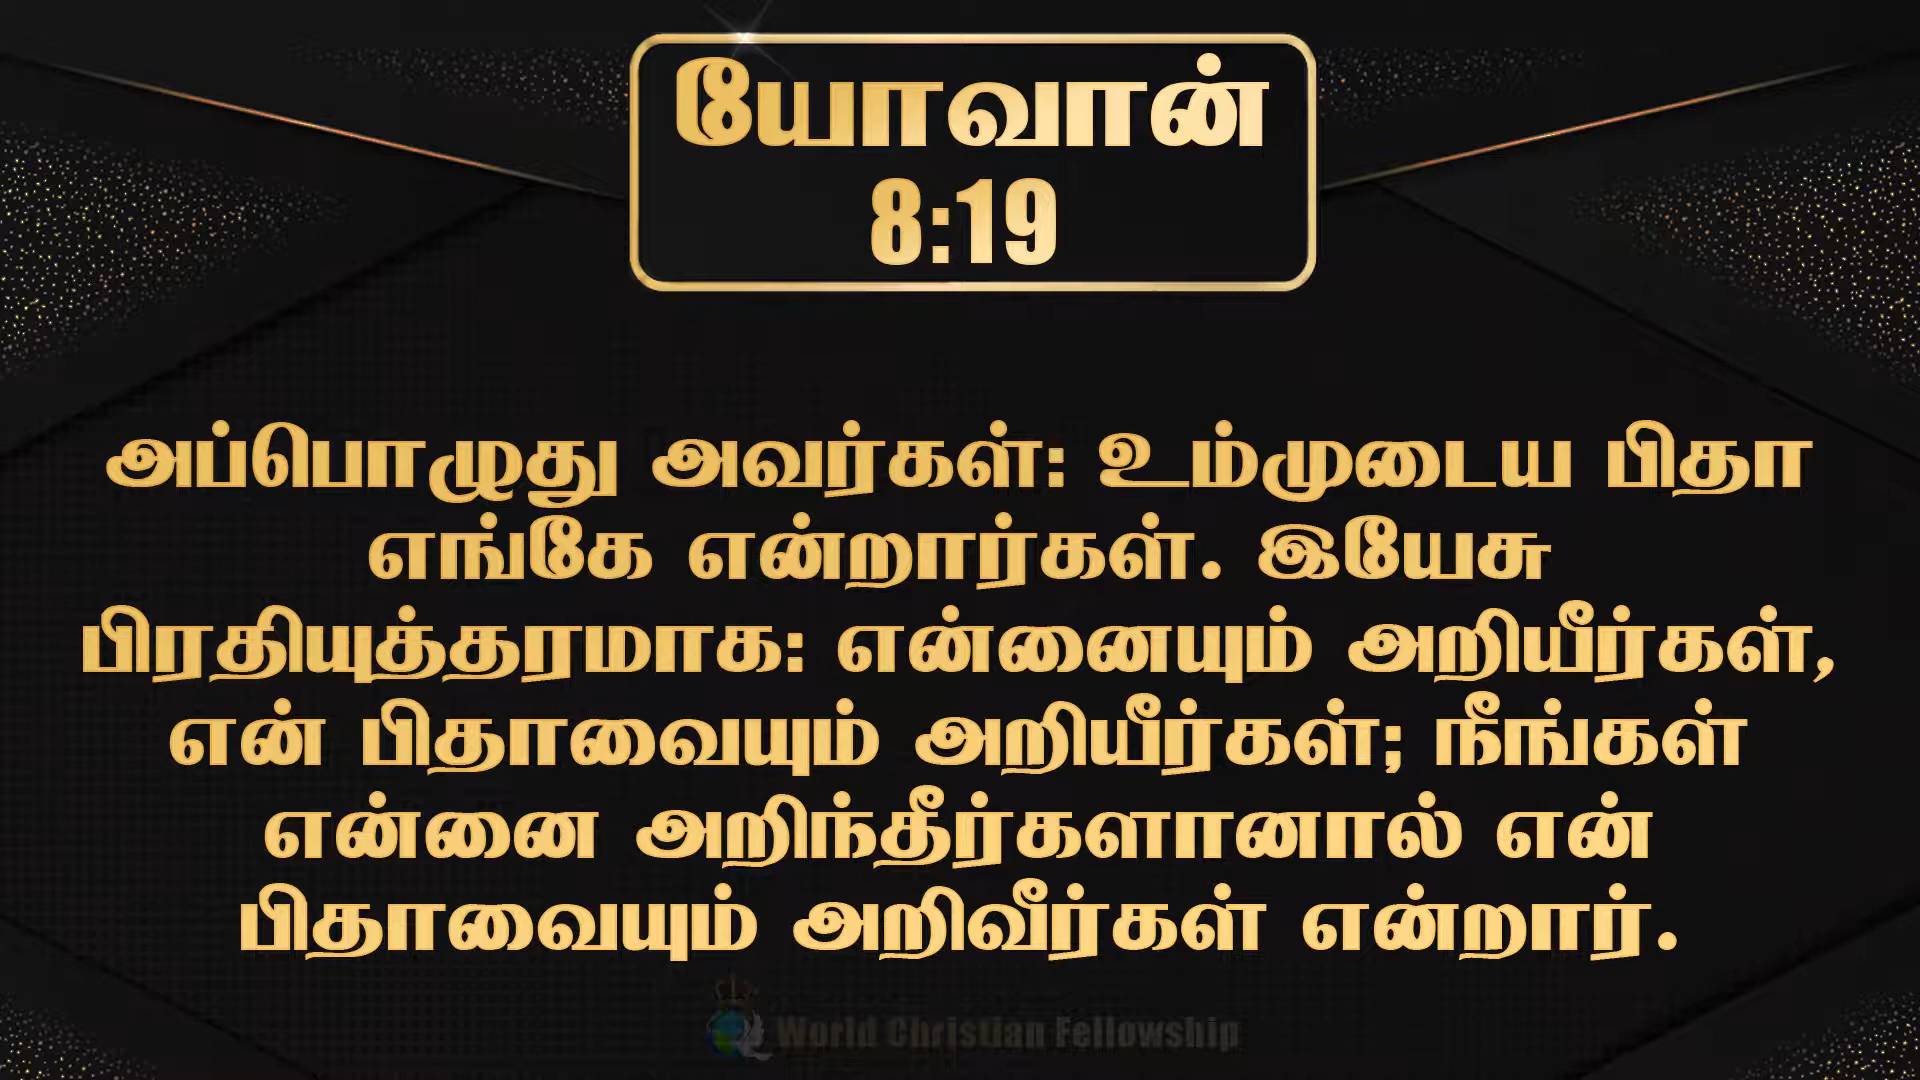 யோவான்
8:19
அப்பொழுது அவர்கள்: உம்முடைய பிதா
எங்கே என்றார்கள். இயேசு
பிரதியுத்தரமாக: என்னையும் அறியீர்கள்,
என் பிதாவையும் அறியீர்கள்; நீங்கள்
என்னை அறிந்தீர்களானால் என்
பிதாவையும் அறிவீர்கள் என்றார்.
World Christian Fellowship